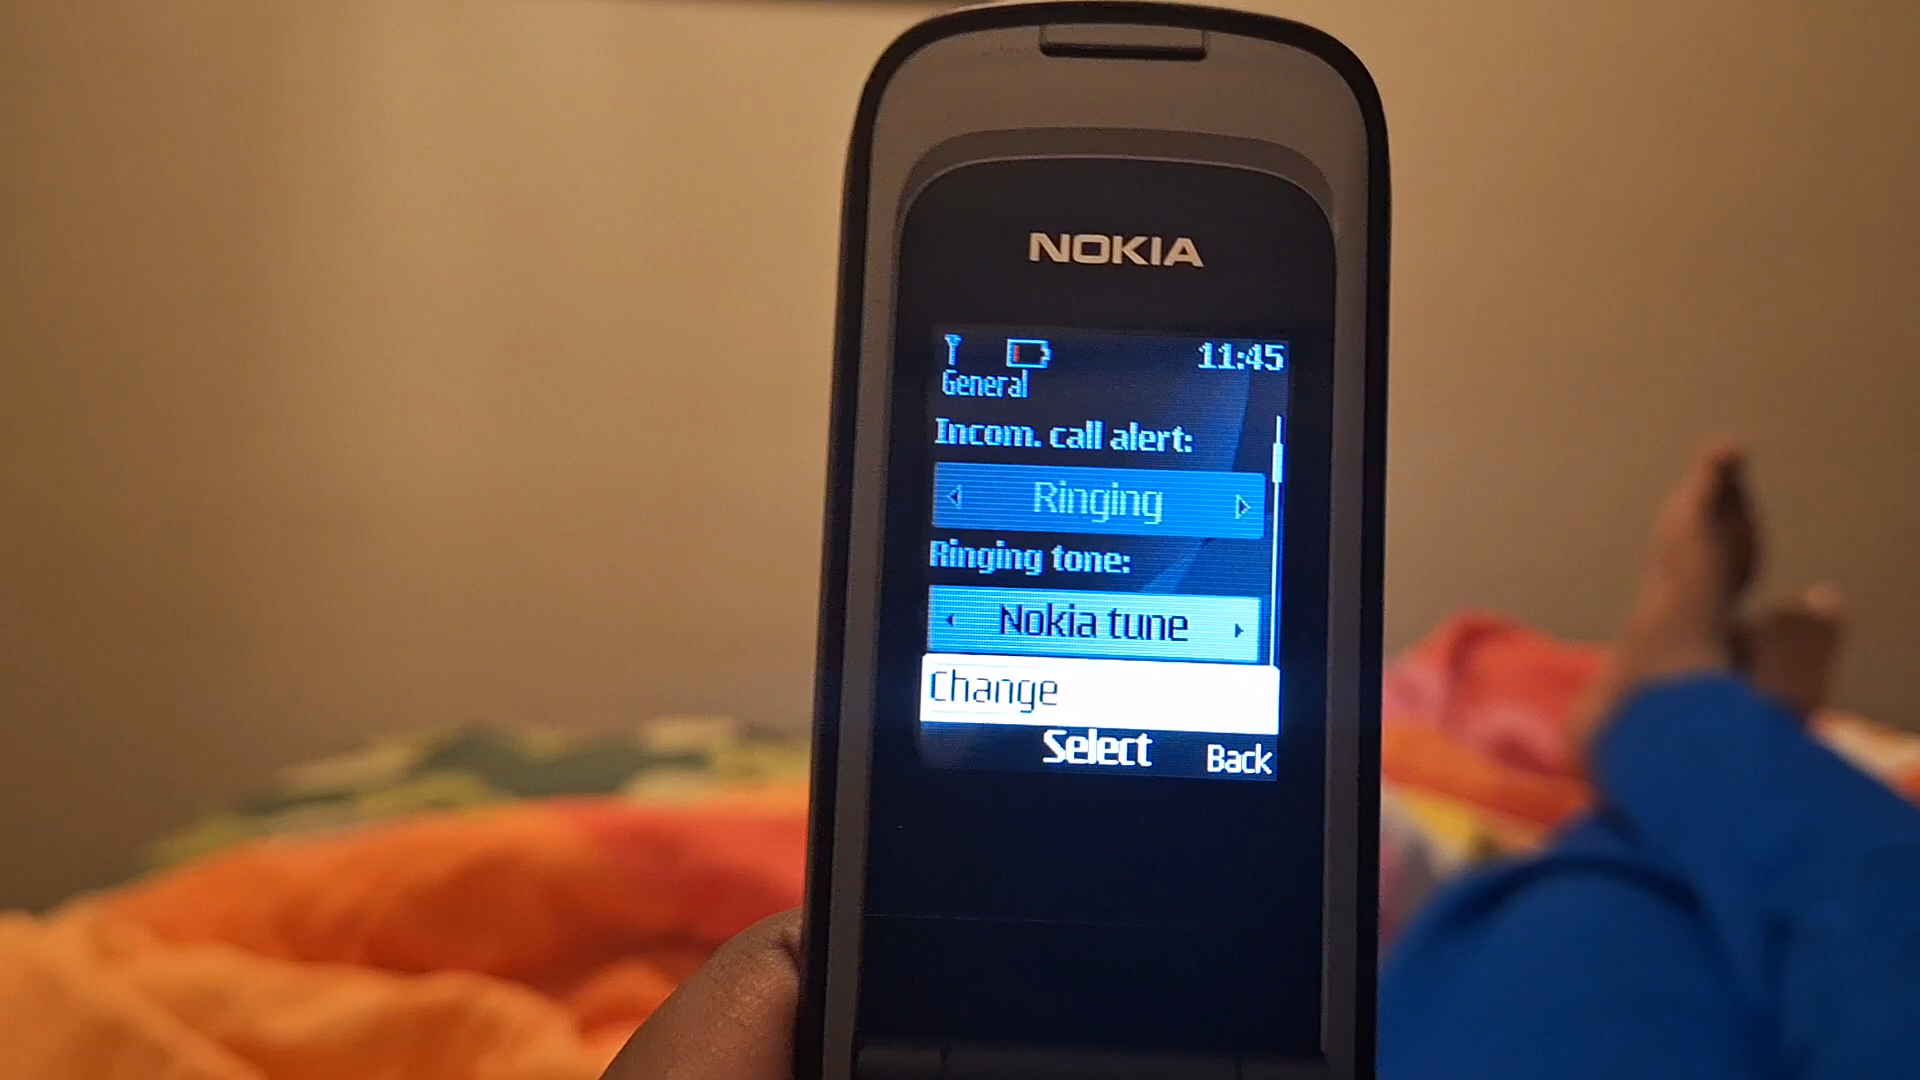 NOKIA
11:45
General
Incom. call alert:
Ringing
Ringing tone:
Nokia tune
Change
Select
Back